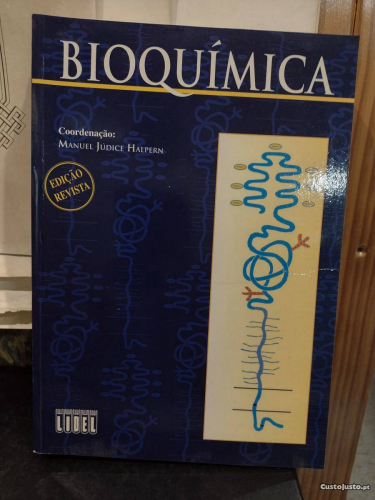 BIOQUÍMICA
Coordenação:
MANUEL JÚDICE HALPERN
EDIÇÃO
REVISTA
LIDEL
CustoJusto.pt